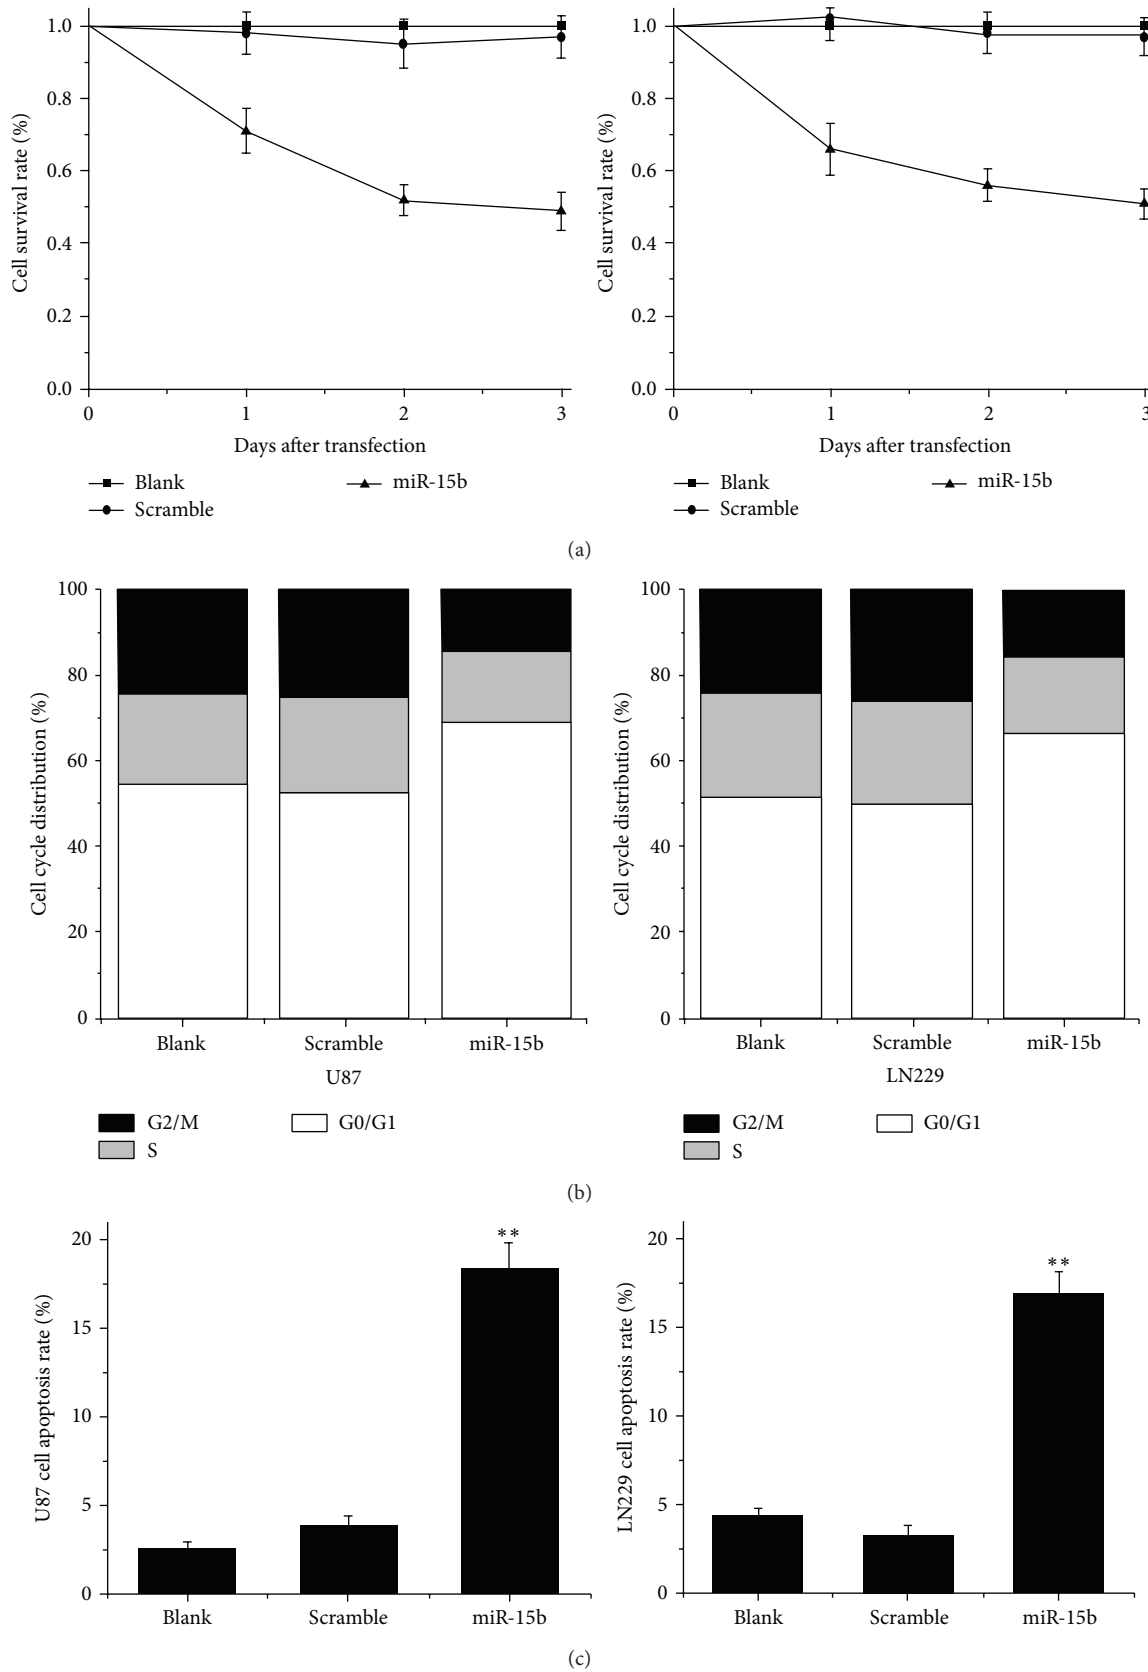 1.0
0.8
0.6
0.4
0.2
0.0
Cell survival rate (%)
0 1 2 3
Days after transfection
Blank
miR-15b
Scramble
1.0
0.8
0.6
0.4
0.2
0.0
Cell survival rate (%)
0 1 2 3
Days after transfection
Blank
miR-15b
Scramble
(a)
100
80
60
40
20
0
Cell cycle distribution (%)
Blank Scramble miR-15b
U87
G2/M G0/G1
S
100
80
60
40
20
0
Cell cycle distribution (%)
Blank Scramble miR-15b
LN229
G2/M G0/G1
S
(b)
20
15
10
5
0
U87 cell apoptosis rate (%)
**
Blank Scramble miR-15b
20
15
10
5
0
LN229 cell apoptosis rate (%)
**
Blank Scramble miR-15b
(c)